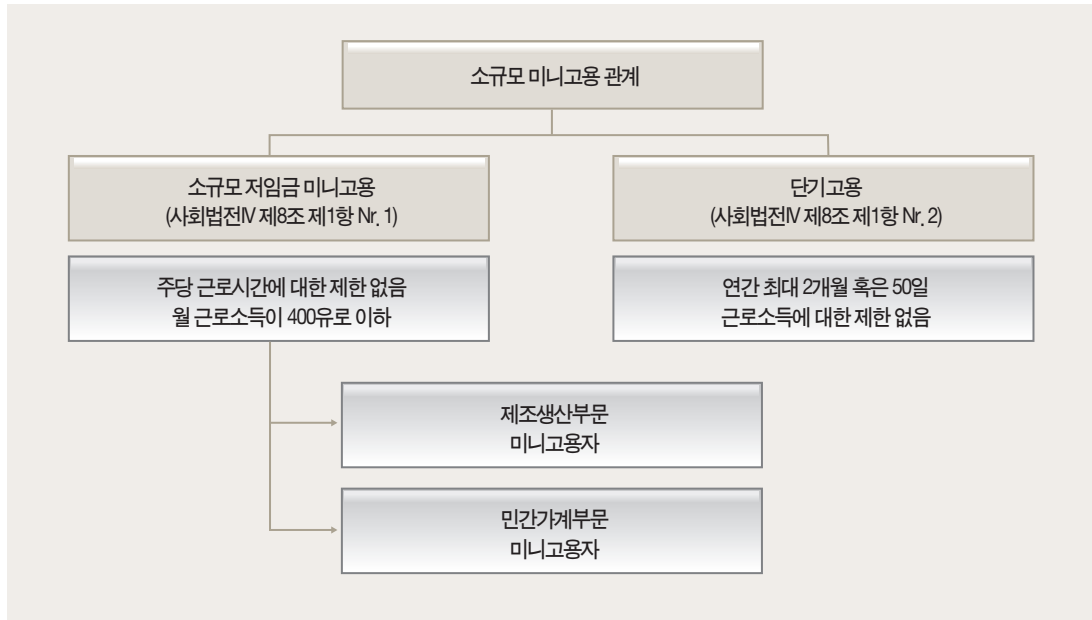 소규모 미니고용 관계
소규모 저임금 미니고용
(사회법전Ⅳ 제8조 제1항 Nr. 1)
단기고용
(사회법전Ⅳ 제8조 제1항 Nr. 2)
주당 근로시간에 대한 제한 없음
월 근로소득이 400유로 이하
연간 최대 2개월 혹은 50일
근로소득에 대한 제한 없음
제조생산부문
미니고용자
민간가계부문
미니고용자